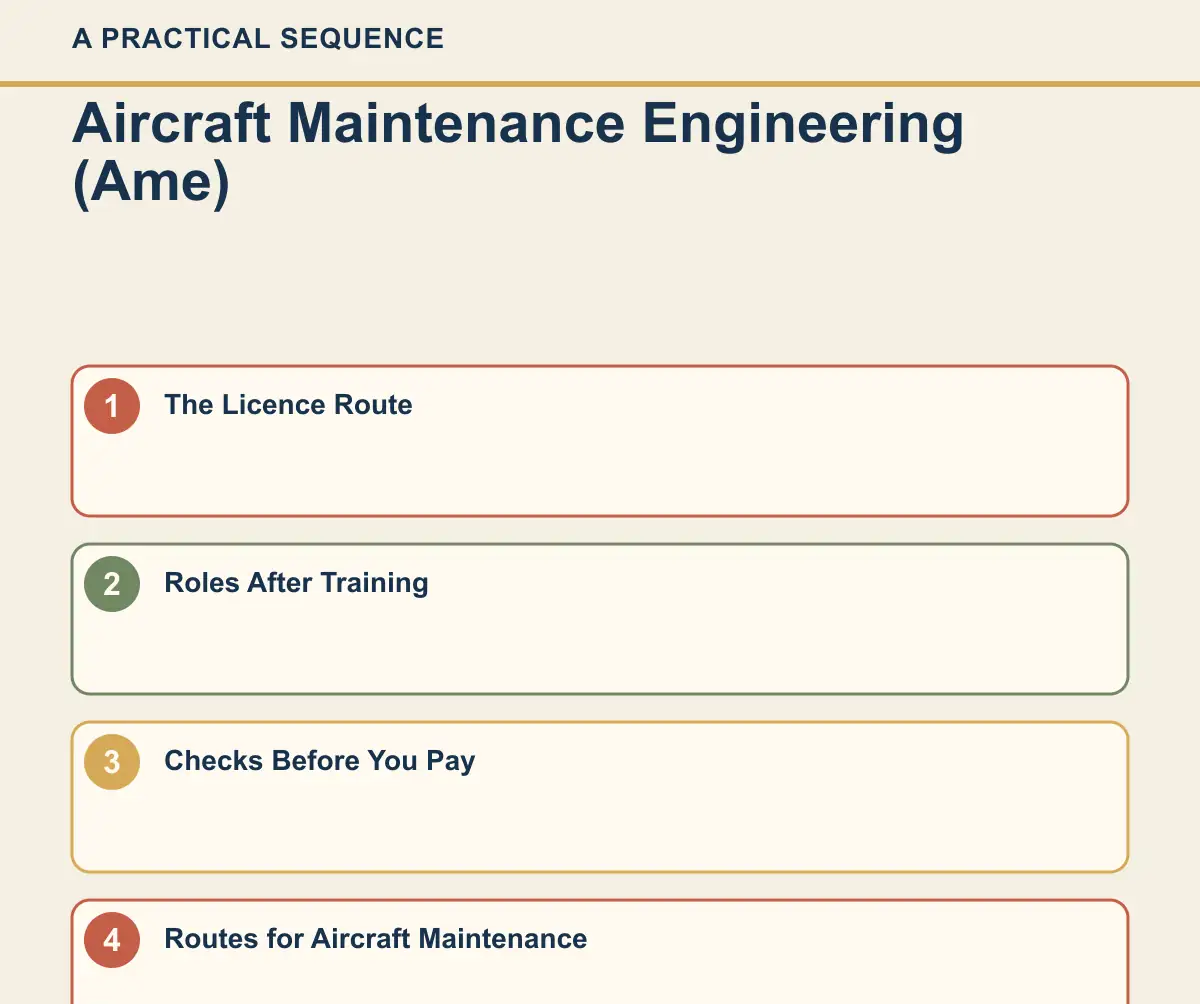 A PRACTICAL SEQUENCE
Aircraft Maintenance Engineering
(Ame)
1 The Licence Route
2 Roles After Training
3 Checks Before You Pay
4 Routes for Aircraft Maintenance